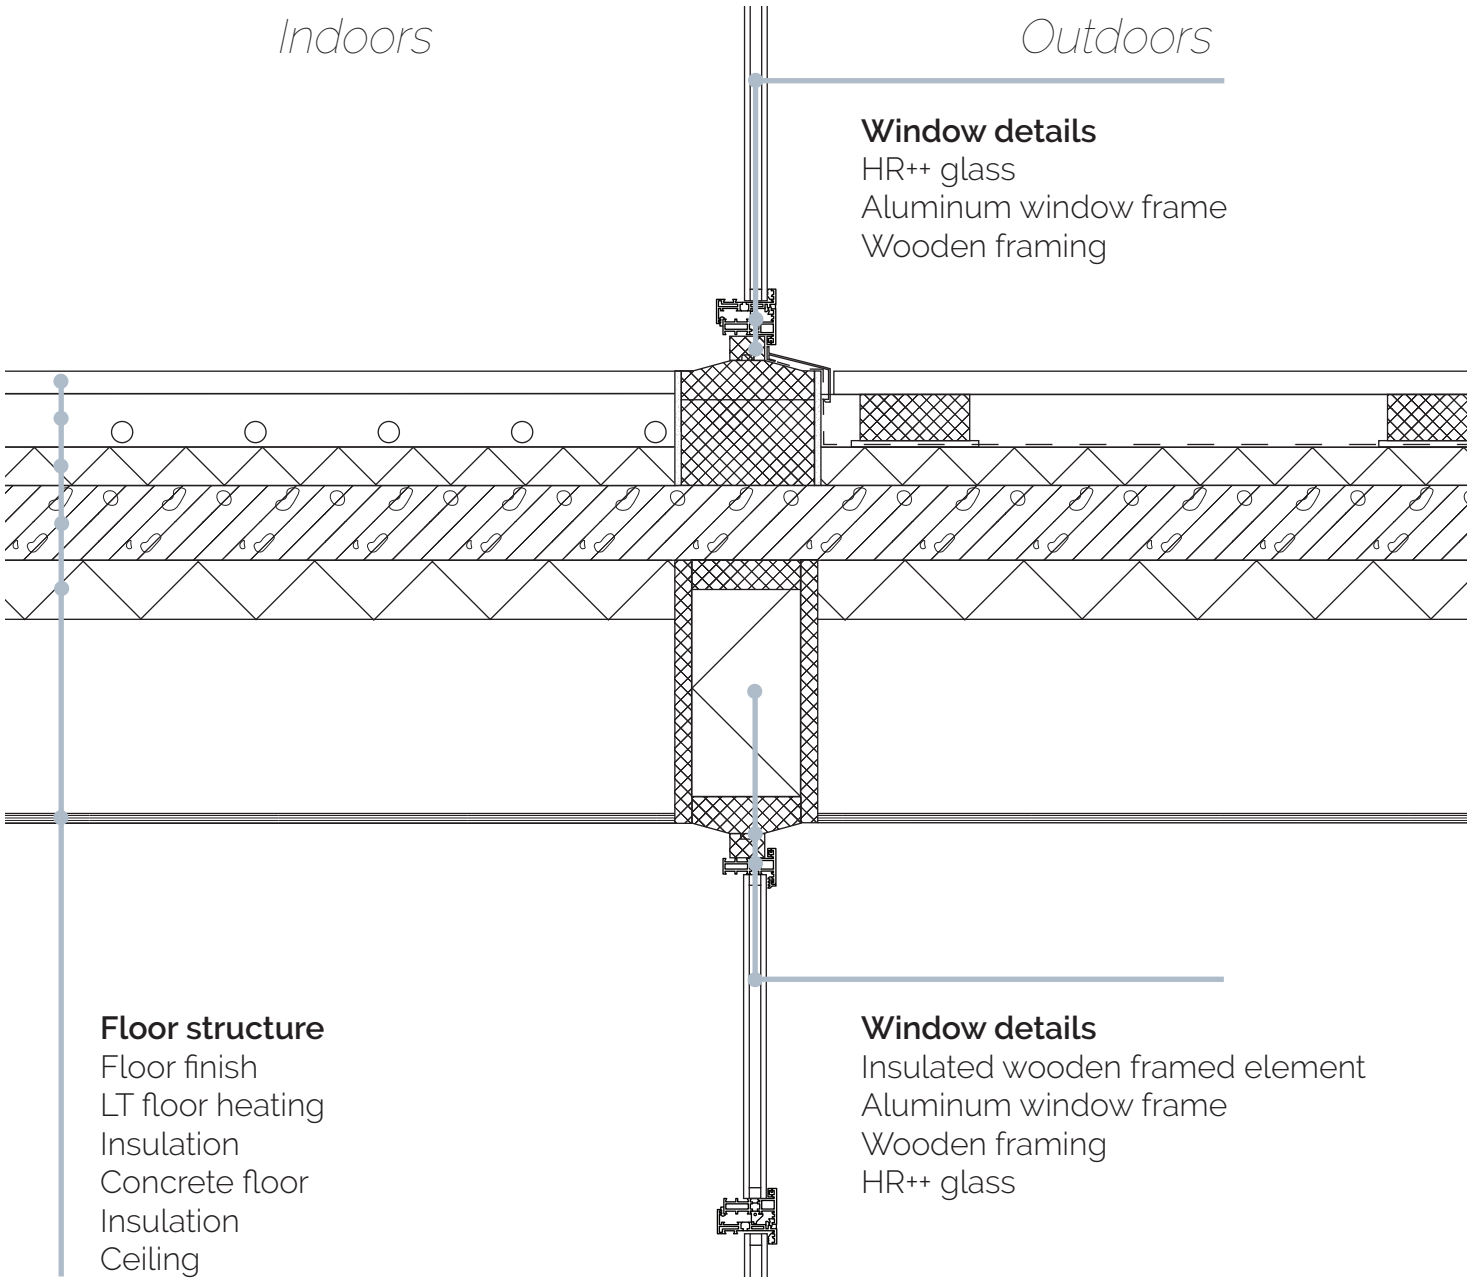 Indoors
Outdoors
Window details
HR++ glass
Aluminum window frame
Wooden framing
Floor structure
Floor finish
LT floor heating
Insulation
Concrete floor
Insulation
Ceiling
Window details
Insulated wooden framed element
Aluminum window frame
Wooden framing
HR++ glass